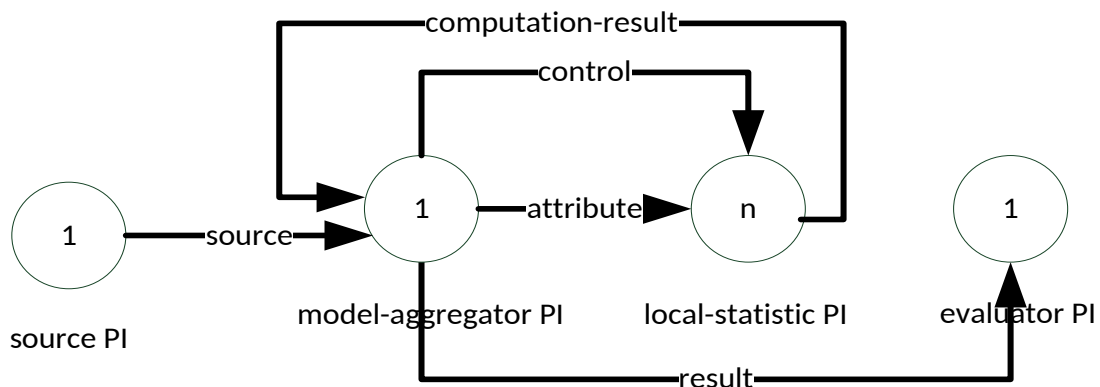 computation-result
control
1
source
1
attribute
n
1
source PI
model-aggregator PI
local-statistic PI
evaluator PI
result